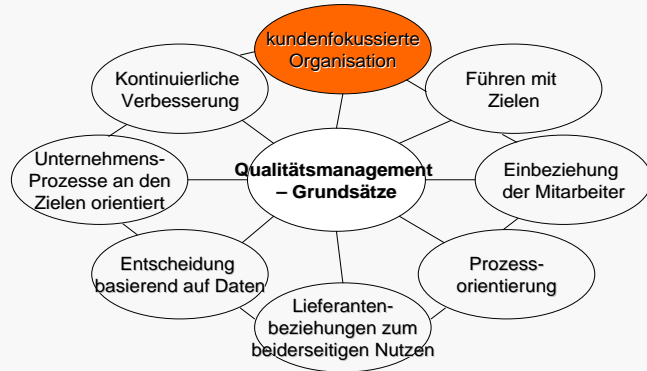 kundenfokussierte
Organisation
Kontinuierliche
Verbesserung
Führen mit
Zielen
Unternehmens-
Prozesse an den
Zielen orientiert
Qualitätsmanagement
– Grundsätze
Einbeziehung
der Mitarbeiter
Entscheidung
basierend auf Daten
Prozess-
orientierung
Lieferanten-
beziehungen zum
beiderseitigen Nutzen